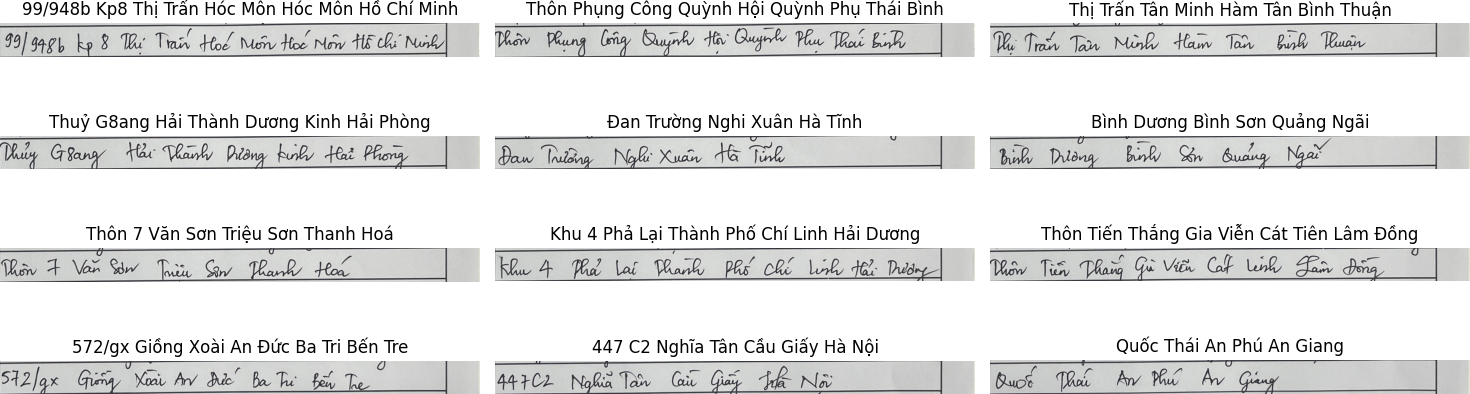 99/948b Kp8 Thị Trấn Hóc Môn Hóc Môn Hồ Chí Minh
Thôn Phụng Công Quỳnh Hội Quỳnh Phụ Thái Bình
Thị Trấn Tân Minh Hàm Tân Bình Thuận
99/948b kp 8 Thị Trấn Hoć Môn Hoć Môn Hồ Chí Minh
Thôn Phụng Công Quỳnh Hội Quỳnh Phụ Thái Bình
Thị Trấn Tân Minh Hàm Tân Bình Thuận
Thuỷ G8ang Hải Thành Dương Kinh Hải Phòng
Đan Trường Nghi Xuân Hà Tĩnh
Bình Dương Bình Sơn Quảng Ngãi
Thủy G8ang Hải Thành Dương Kinh Hải Phòng
Đan Trường Nghi Xuân Hà Tĩnh
Bình Dương Bình Sơn Quảng Ngãi
Thôn 7 Văn Sơn Triệu Sơn Thanh Hoá
Khu 4 Phả Lại Thành Phố Chí Linh Hải Dương
Thôn Tiến Thắng Gia Viễn Cát Tiên Lâm Đồng
Thôn 7 Văn Sơn Triệu Sơn Thanh Hoá
Khu 4 Phả Lại Thành Phố Chí Linh Hải Dương
Thôn Tiến Thắng Gia Viễn Cát Lâm Đồng
572/gx Giồng Xoài An Đức Ba Tri Bến Tre
447 C2 Nghĩa Tân Cầu Giấy Hà Nội
Quốc Thái An Phú An Giang
572/gx Giồng Xoài An Đức Ba Tri Bến Tre
447C2 Nghĩa Tân Cầu Giấy Hà Nội
Quốc Thái An Phú An Giang